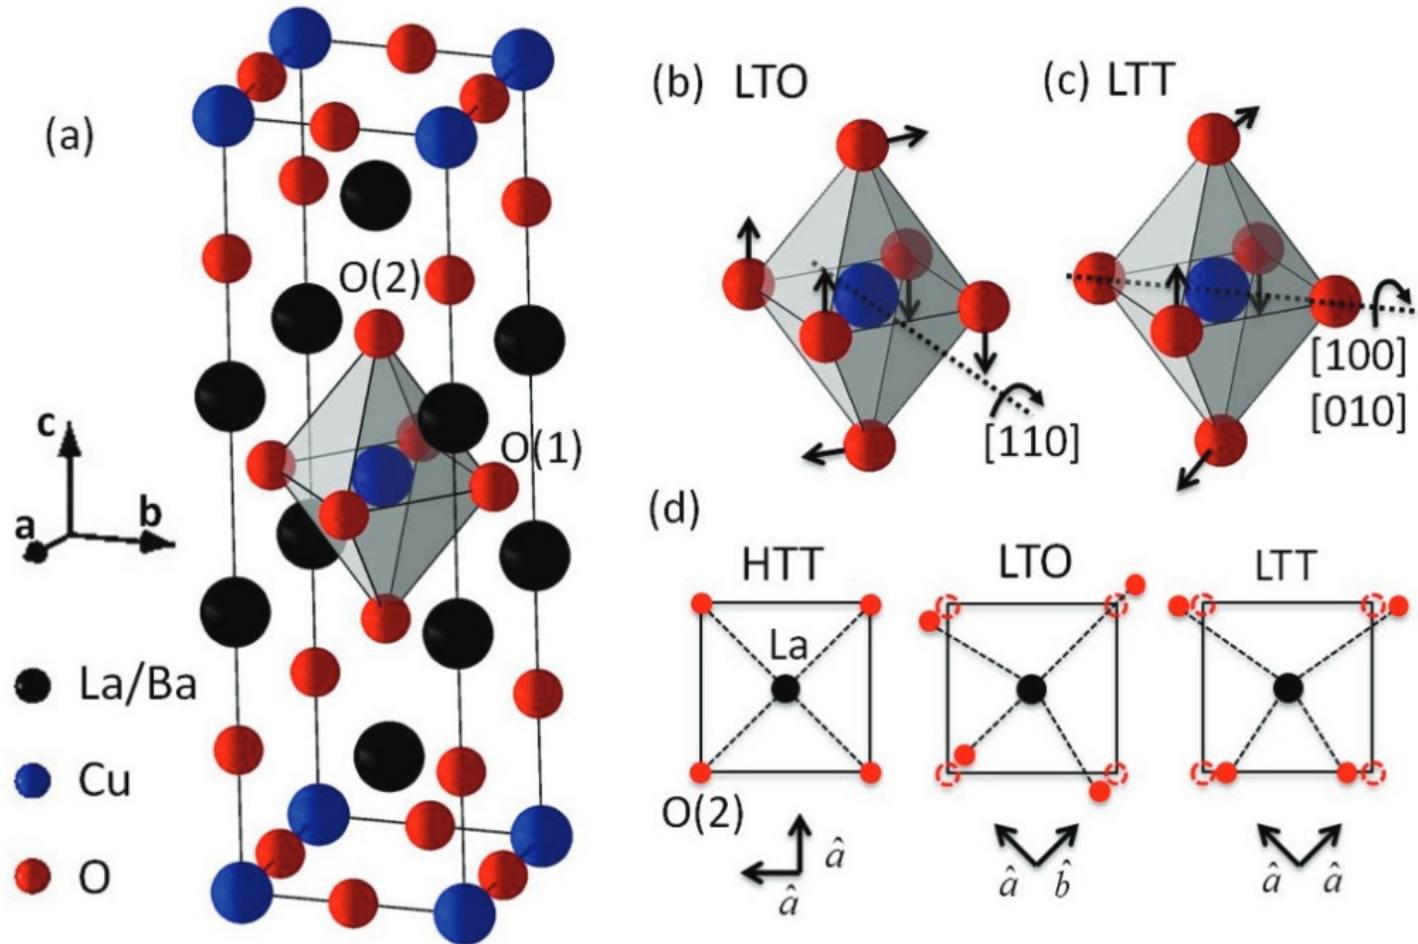 (a)
O(2)
O(1)
c
a
b
La/Ba
Cu
O
(b) LTO
[110]
(c) LTT
[100]
[010]
(d)
HTT
La
O(2)
â
â
LTO
â
b̂
LTT
â
â